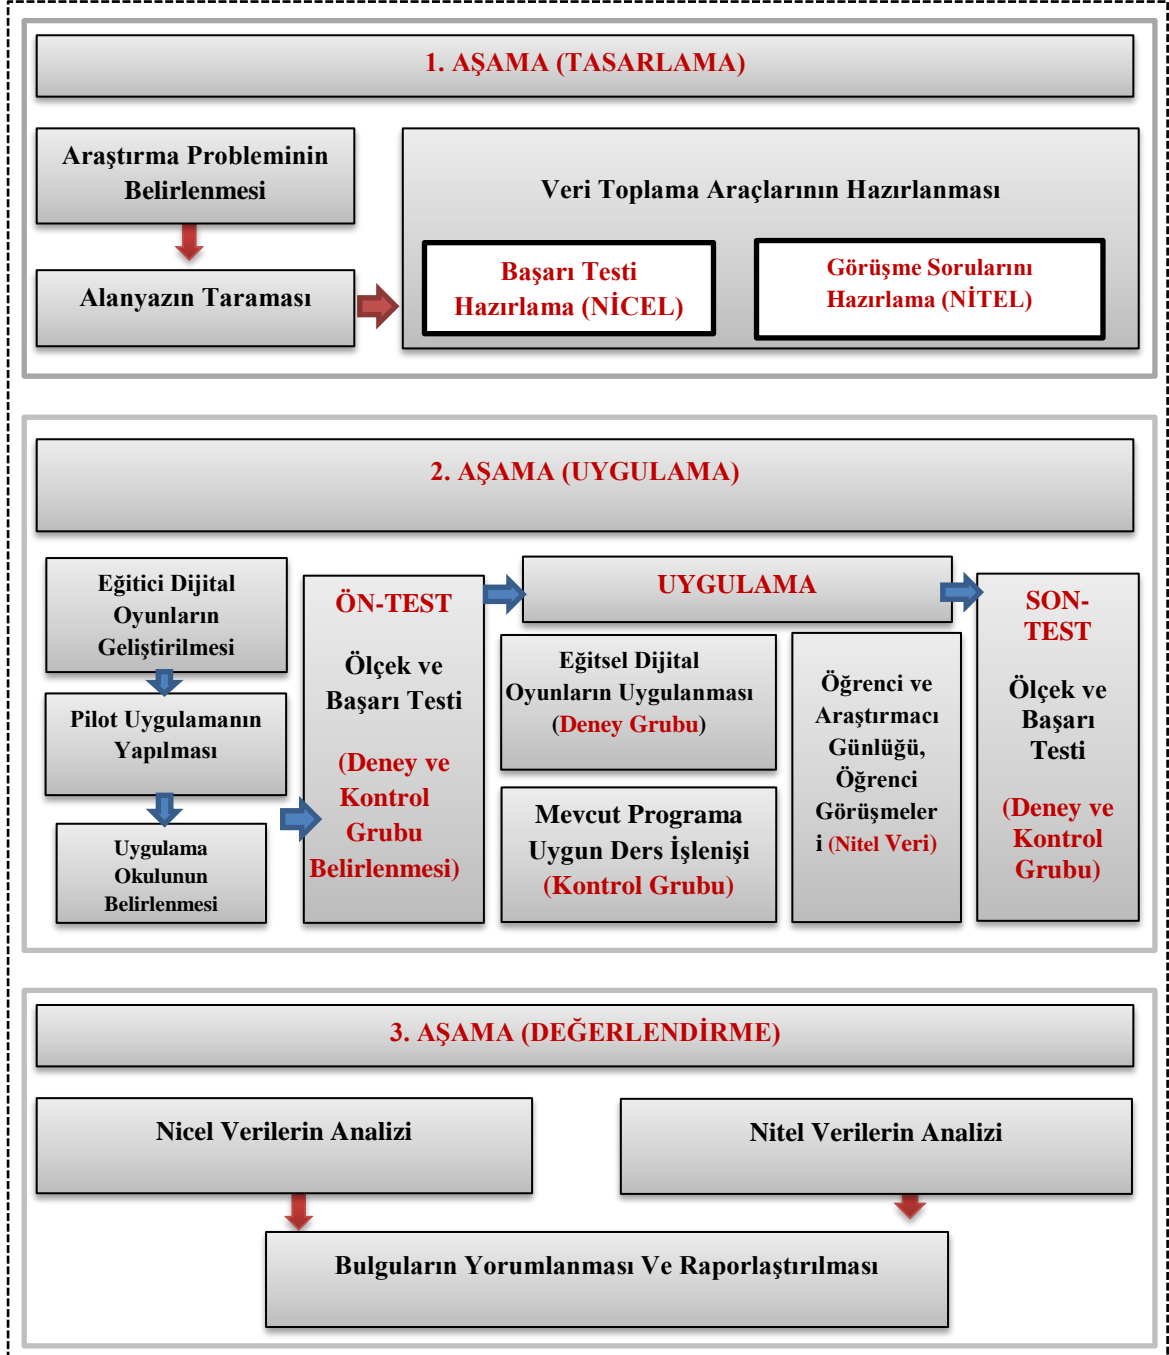 1. AŞAMA (TASARLAMA)
Araştırma Probleminin
Belirlenmesi
Alanyazın Taraması
Veri Toplama Araçlarının Hazırlanması
Başarı Testi
Hazırlama (NİCEL)
Görüşme Sorularını
Hazırlama (NİTEL)
2. AŞAMA (UYGULAMA)
Eğitici Dijital
Oyunların
Geliştirilmesi
Pilot Uygulamanın
Yapılması
Uygulama
Okulunun
Belirlenmesi
ÖN-TEST
Ölçek ve
Başarı Testi
(Deney ve
Kontrol
Grubu
Belirlenmesi)
UYGULAMA
Eğitsel Dijital
Oyunların Uygulanması
(Deney Grubu)
Mevcut Programa
Uygun Ders İşlenişi
(Kontrol Grubu)
Öğrenci ve
Araştırmacı
Günlüğü,
Öğrenci
Görüşmeler
i (Nitel Veri)
SON-
TEST
Ölçek ve
Başarı
Testi
(Deney ve
Kontrol
Grubu)
3. AŞAMA (DEĞERLENDİRME)
Nicel Verilerin Analizi
Nitel Verilerin Analizi
Bulguların Yorumlanması Ve Raporlaştırılması